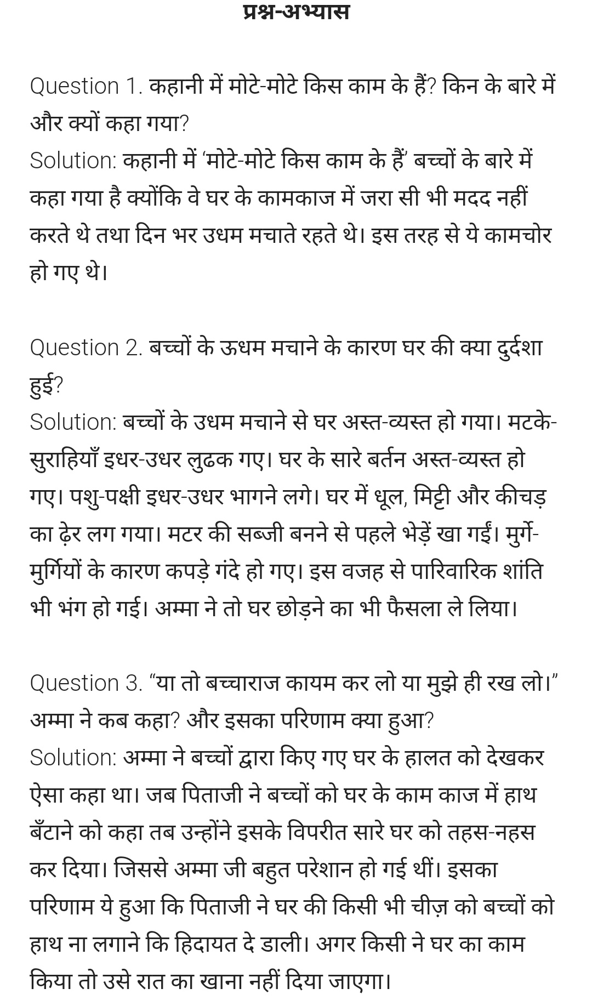 प्रश्न-अभ्यास
Question 1. कहानी में मोटे-मोटे किस काम के हैं? किन के बारे में
और क्यों कहा गया?
Solution: कहानी में ‘मोटे-मोटे किस काम के हैं’ बच्चों के बारे में
कहा गया है क्योंकि वे घर के कामकाज में जरा सी भी मदद नहीं
करते थे तथा दिन भर उधम मचाते रहते थे। इस तरह से ये कामचोर
हो गए थे।
Question 2. बच्चों के ऊधम मचाने के कारण घर की क्या दुर्दशा
हुई?
Solution: बच्चों के उधम मचाने से घर अस्त-व्यस्त हो गया। मटके-
सुराहियाँ इधर-उधर लुढक गए। घर के सारे बर्तन अस्त-व्यस्त हो
गए। पशु-पक्षी इधर-उधर भागने लगे। घर में धूल, मिट्टी और कीचड़
का ढ़ेर लग गया। मटर की सब्जी बनने से पहले भेड़ें खा गईं। मुर्गे-
मुर्गियों के कारण कपड़े गंदे हो गए। इस वजह से पारिवारिक शांति
भी भंग हो गई। अम्मा ने तो घर छोड़ने का भी फैसला ले लिया।
Question 3. “या तो बच्चाराज कायम कर लो या मुझे ही रख लो।”
अम्मा ने कब कहा? और इसका परिणाम क्या हुआ?
Solution: अम्मा ने बच्चों द्वारा किए गए घर के हालत को देखकर
ऐसा कहा था। जब पिताजी ने बच्चों को घर के काम काज में हाथ
बँटाने को कहा तब उन्होंने इसके विपरीत सारे घर को तहस-नहस
कर दिया। जिससे अम्मा जी बहुत परेशान हो गई थीं। इसका
परिणाम ये हुआ कि पिताजी ने घर की किसी भी चीज़ को बच्चों को
हाथ ना लगाने कि हिदायत दे डाली। अगर किसी ने घर का काम
किया तो उसे रात का खाना नहीं दिया जाएगा।